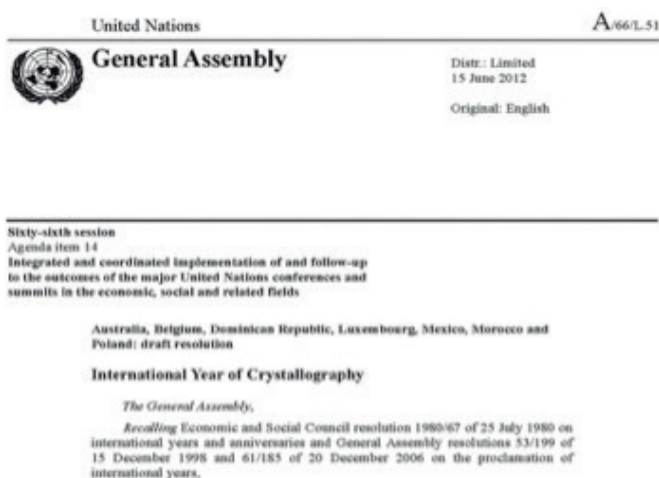 United Nations
A/66/L.51
General Assembly
Distr.: Limited
15 June 2012
Original: English
Sixty-sixth session
Agenda item 14
Integrated and coordinated implementation of and follow-up
to the outcomes of the major United Nations conferences and
summits in the economic, social and related fields
Australia, Belgium, Dominican Republic, Luxembourg, Mexico, Morocco and
Poland: draft resolution
International Year of Crystallography
The General Assembly,
Recalling Economic and Social Council resolution 1980/67 of 25 July 1980 on
international years and anniversaries and General Assembly resolutions 53/199 of
15 December 1998 and 61/185 of 20 December 2006 on the proclamation of
international years,